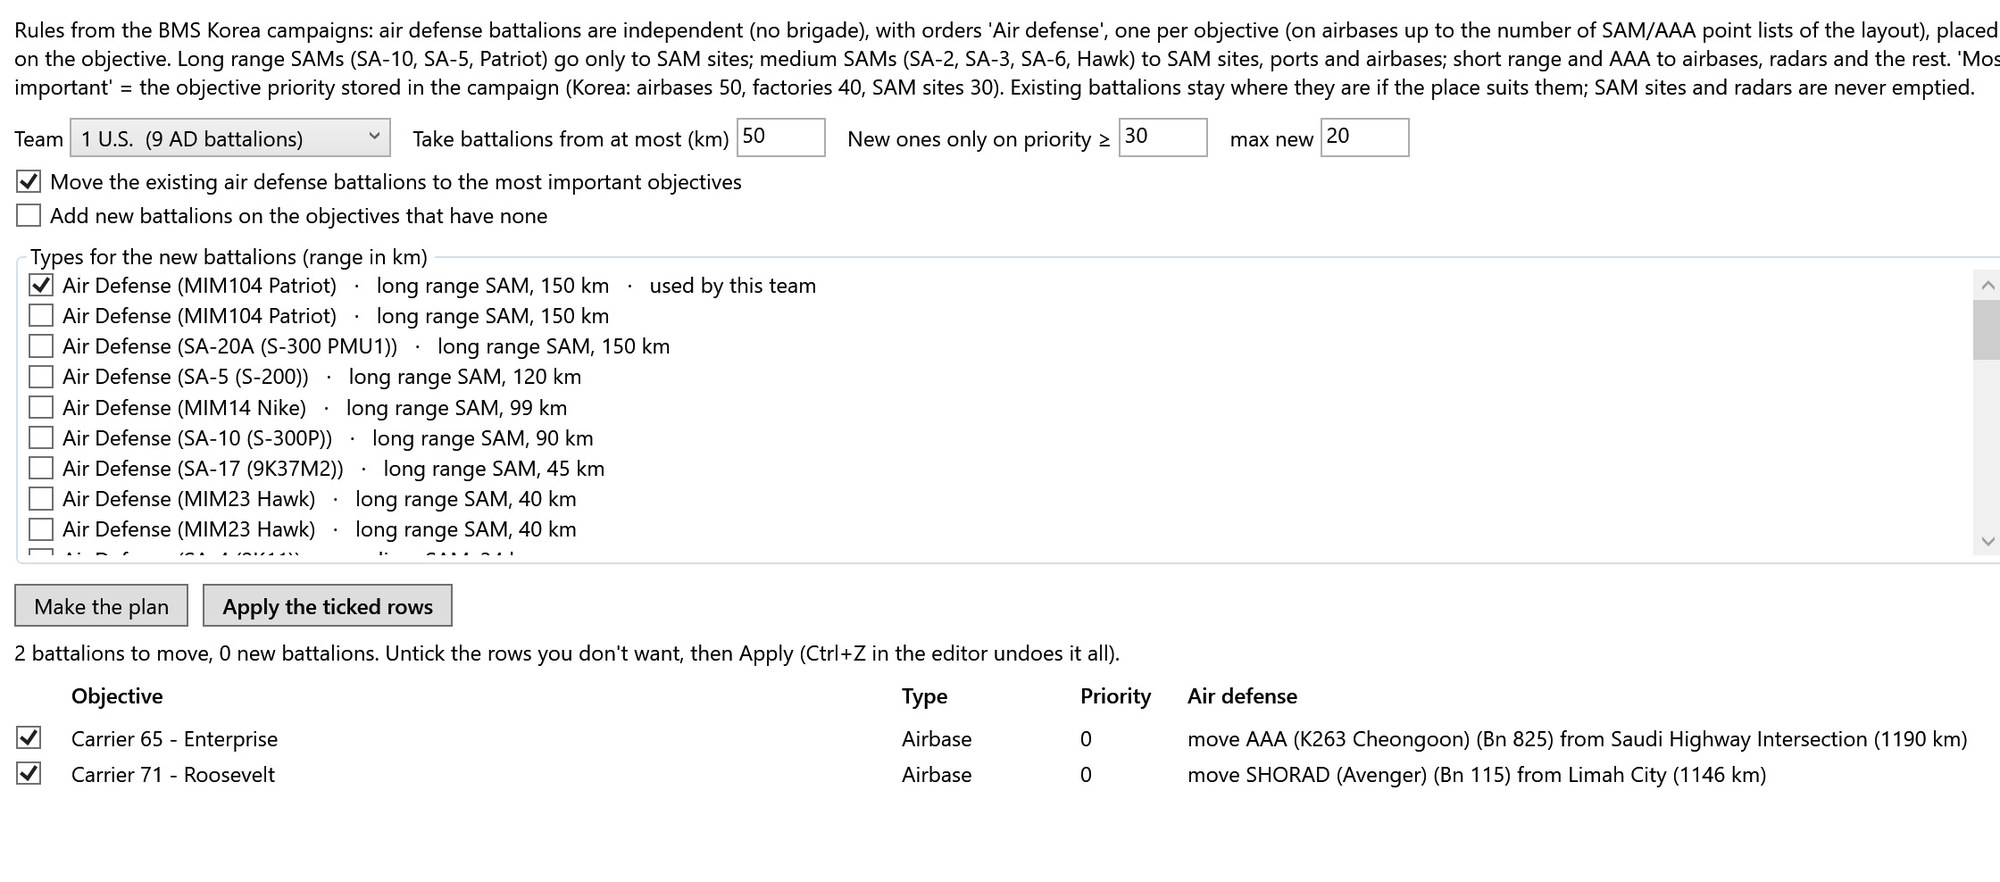 Rules from the BMS Korea campaigns: air defense battalions are independent (no brigade), with orders 'Air defense', one per objective (on airbases up to the number of SAM/AAA point lists of the layout), placed
on the objective. Long range SAMs (SA-10, SA-5, Patriot) go only to SAM sites; medium SAMs (SA-2, SA-3, SA-6, Hawk) to SAM sites, ports and airbases; short range and AAA to airbases, radars and the rest. 'Mos
important' = the objective priority stored in the campaign (Korea: airbases 50, factories 40, SAM sites 30). Existing battalions stay where they are if the place suits them; SAM sites and radars are never emptied.
Team 1 U.S. (9 AD battalions) Take battalions from at most (km) 50 New ones only on priority ≥ 30 max new 20
Move the existing air defense battalions to the most important objectives
Add new battalions on the objectives that have none
Types for the new battalions (range in km)
Air Defense (MIM104 Patriot) · long range SAM, 150 km · used by this team
Air Defense (MIM104 Patriot) · long range SAM, 150 km
Air Defense (SA-20A (S-300 PMU1)) · long range SAM, 150 km
Air Defense (SA-5 (S-200)) · long range SAM, 120 km
Air Defense (MIM14 Nike) · long range SAM, 99 km
Air Defense (SA-10 (S-300P)) · long range SAM, 90 km
Air Defense (SA-17 (9K37M2)) · long range SAM, 45 km
Air Defense (MIM23 Hawk) · long range SAM, 40 km
Air Defense (MIM23 Hawk) · long range SAM, 40 km
Make the plan Apply the ticked rows
2 battalions to move, 0 new battalions. Untick the rows you don't want, then Apply (Ctrl+Z in the editor undoes it all).
Objective Type Priority Air defense
Carrier 65 - Enterprise Airbase 0 move AAA (K263 Cheongoon) (Bn 825) from Saudi Highway Intersection (1190 km)
Carrier 71 - Roosevelt Airbase 0 move SHORAD (Avenger) (Bn 115) from Limah City (1146 km)